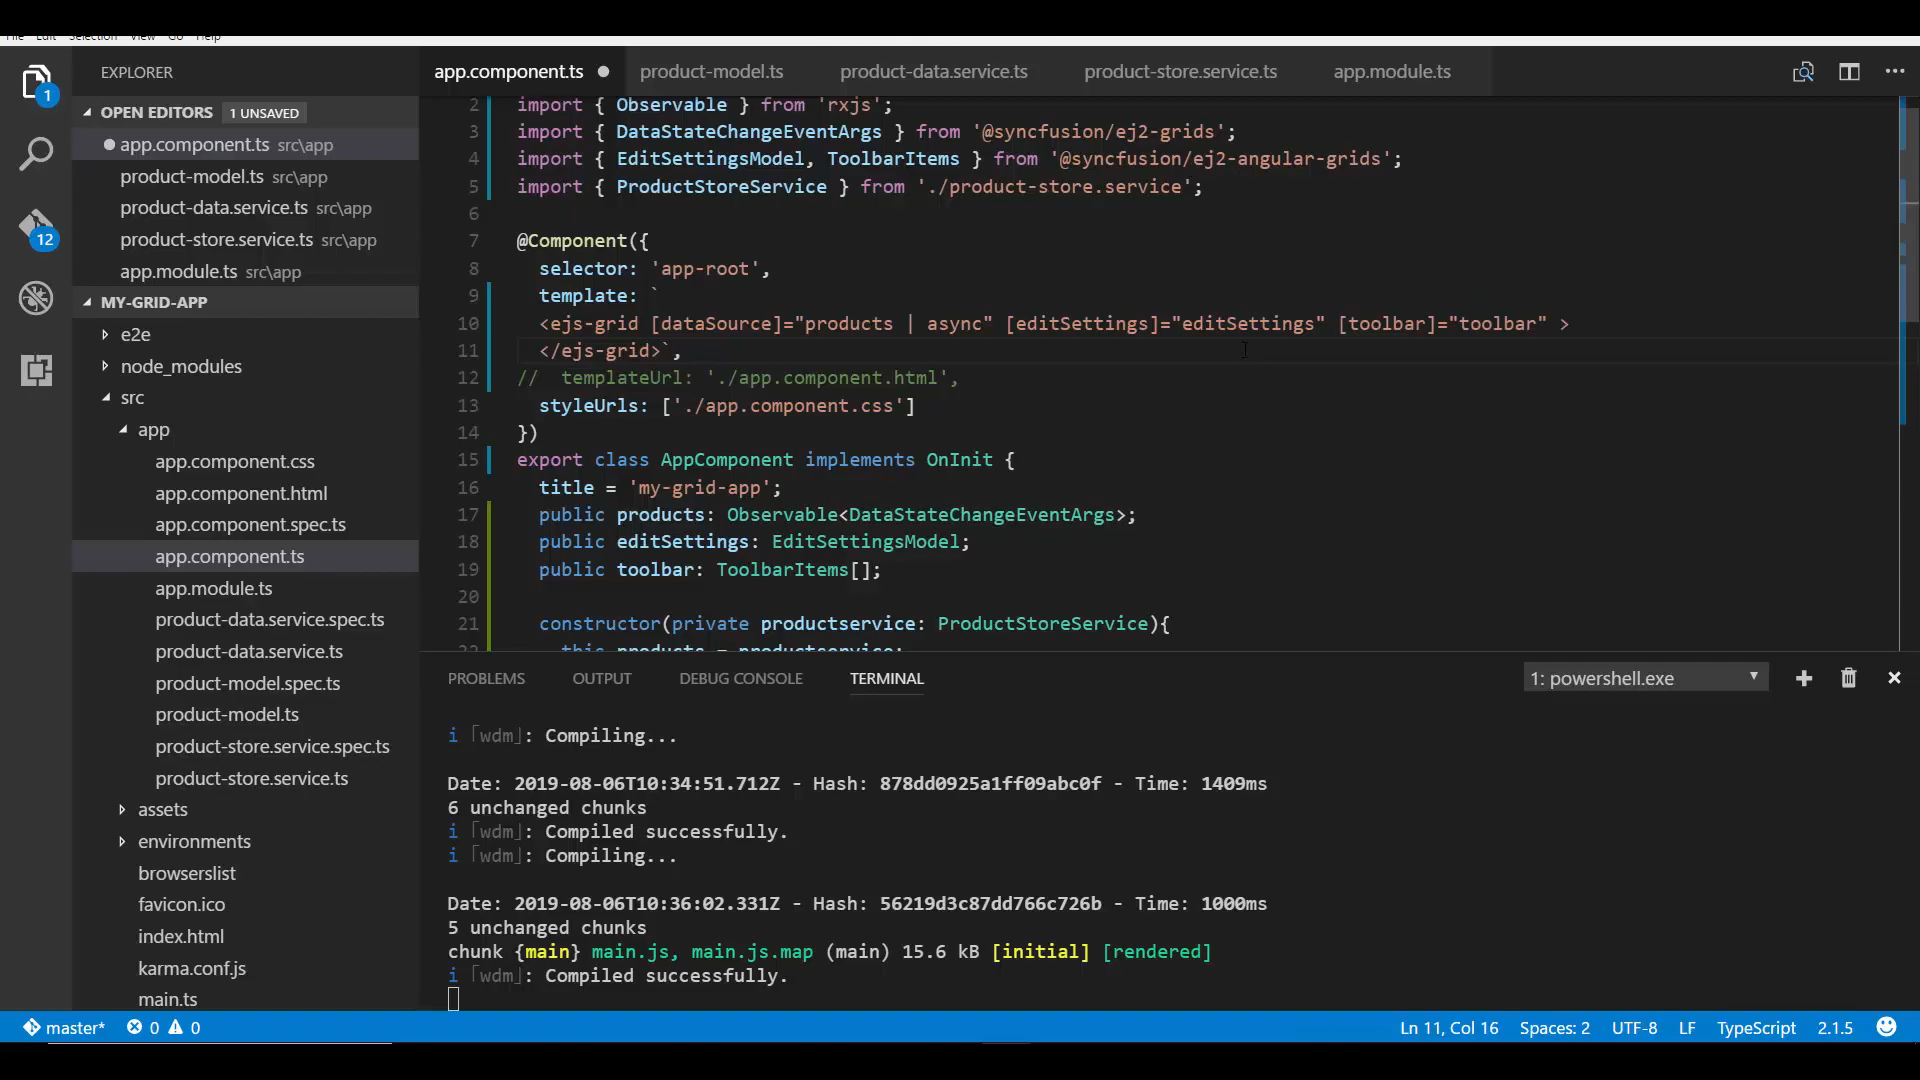 File Edit Selection View Go Help
EXPLORER
OPEN EDITORS 1 UNSAVED
app.component.ts src\app
product-model.ts src\app
product-data.service.ts src\app
product-store.service.ts src\app
app.module.ts src\app
MY-GRID-APP
e2e
node_modules
src
app
app.component.css
app.component.html
app.component.spec.ts
app.component.ts
app.module.ts
product-data.service.spec.ts
product-data.service.ts
product-model.spec.ts
product-model.ts
product-store.service.spec.ts
product-store.service.ts
assets
environments
browserslist
favicon.ico
index.html
karma.conf.js
main.ts
1
12
app.component.ts product-model.ts product-data.service.ts product-store.service.ts app.module.ts
2 import { Observable } from 'rxjs';
3 import { DataStateChangeEventArgs } from '@syncfusion/ej2-grids';
4 import { EditSettingsModel, ToolbarItems } from '@syncfusion/ej2-angular-grids';
5 import { ProductStoreService } from './product-store.service';
6
7 @Component({
8 selector: 'app-root',
9 template: `
10 <ejs-grid [dataSource]="products | async" [editSettings]="editSettings" [toolbar]="toolbar" >
11 </ejs-grid>`,
12 // templateUrl: './app.component.html',
13 styleUrls: ['./app.component.css']
14 })
15 export class AppComponent implements OnInit {
16 title = 'my-grid-app';
17 public products: Observable<DataStateChangeEventArgs>;
18 public editSettings: EditSettingsModel;
19 public toolbar: ToolbarItems[];
20
21 constructor(private productservice: ProductStoreService){
22 this.products = productservice;
PROBLEMS OUTPUT DEBUG CONSOLE TERMINAL 1: powershell.exe
i ｢wdm｣: Compiling...
Date: 2019-08-06T10:34:51.712Z - Hash: 878dd0925a1ff09abc0f - Time: 1409ms
6 unchanged chunks
i ｢wdm｣: Compiled successfully.
i ｢wdm｣: Compiling...
Date: 2019-08-06T10:36:02.331Z - Hash: 56219d3c87dd766c726b - Time: 1000ms
5 unchanged chunks
chunk {main} main.js, main.js.map (main) 15.6 kB [initial] [rendered]
i ｢wdm｣: Compiled successfully.
master* 0 0 Ln 11, Col 16 Spaces: 2 UTF-8 LF TypeScript 2.1.5